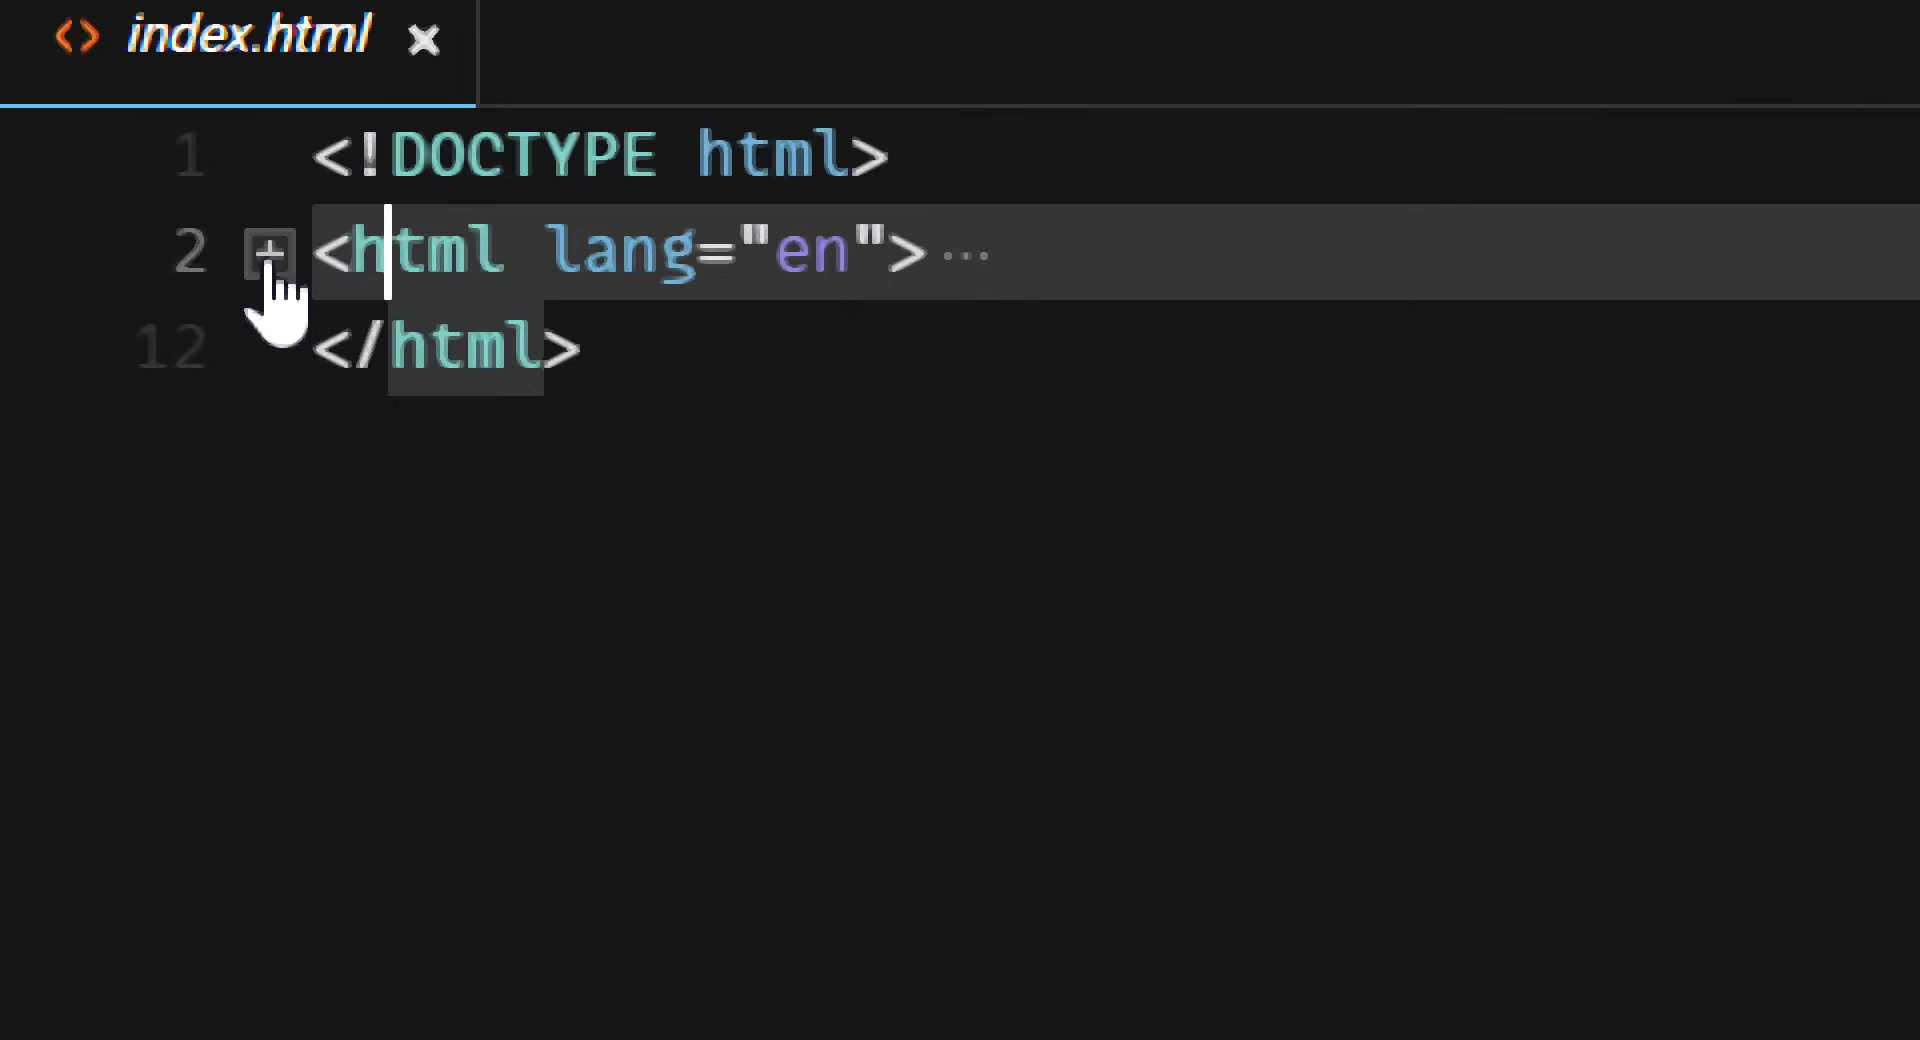 index.html
1 <!DOCTYPE html>
2 <html lang="en"> ···
12 </html>